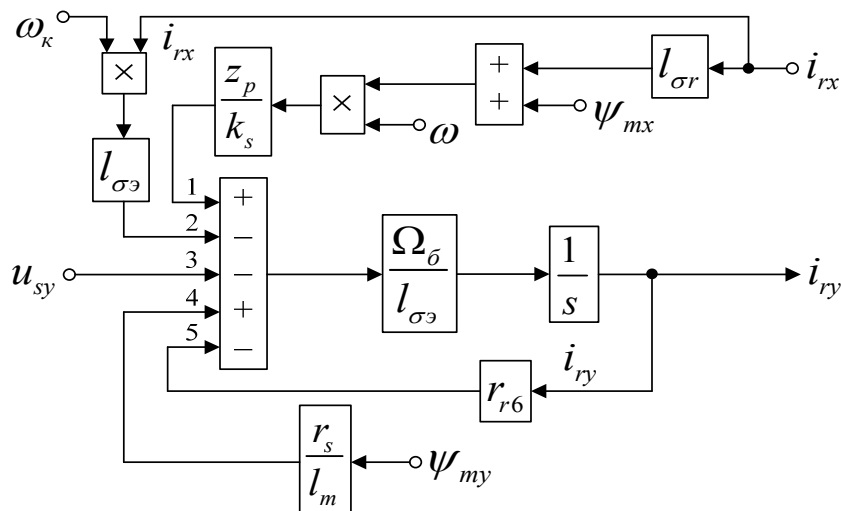 ω_к
i_rx
×
z_p
k_s
×
ω
+
+
l_σr
i_rx
ψ_mx
l_σэ
1
2
3
4
5
+
−
−
+
−
u_sy
Ω_б
l_σэ
1
s
i_ry
i_ry
r_r6
r_s
l_m
ψ_my